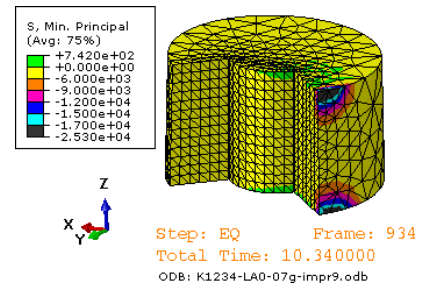 S, Min. Principal
(Avg: 75%)
+7.420e+02
+0.000e+00
-6.000e+03
-9.000e+03
-1.200e+04
-1.500e+04
-1.700e+04
-2.530e+04
Z
X
Y
Step: EQ Frame: 934
Total Time: 10.340000
ODB: K1234-LA0-07g-impr9.odb